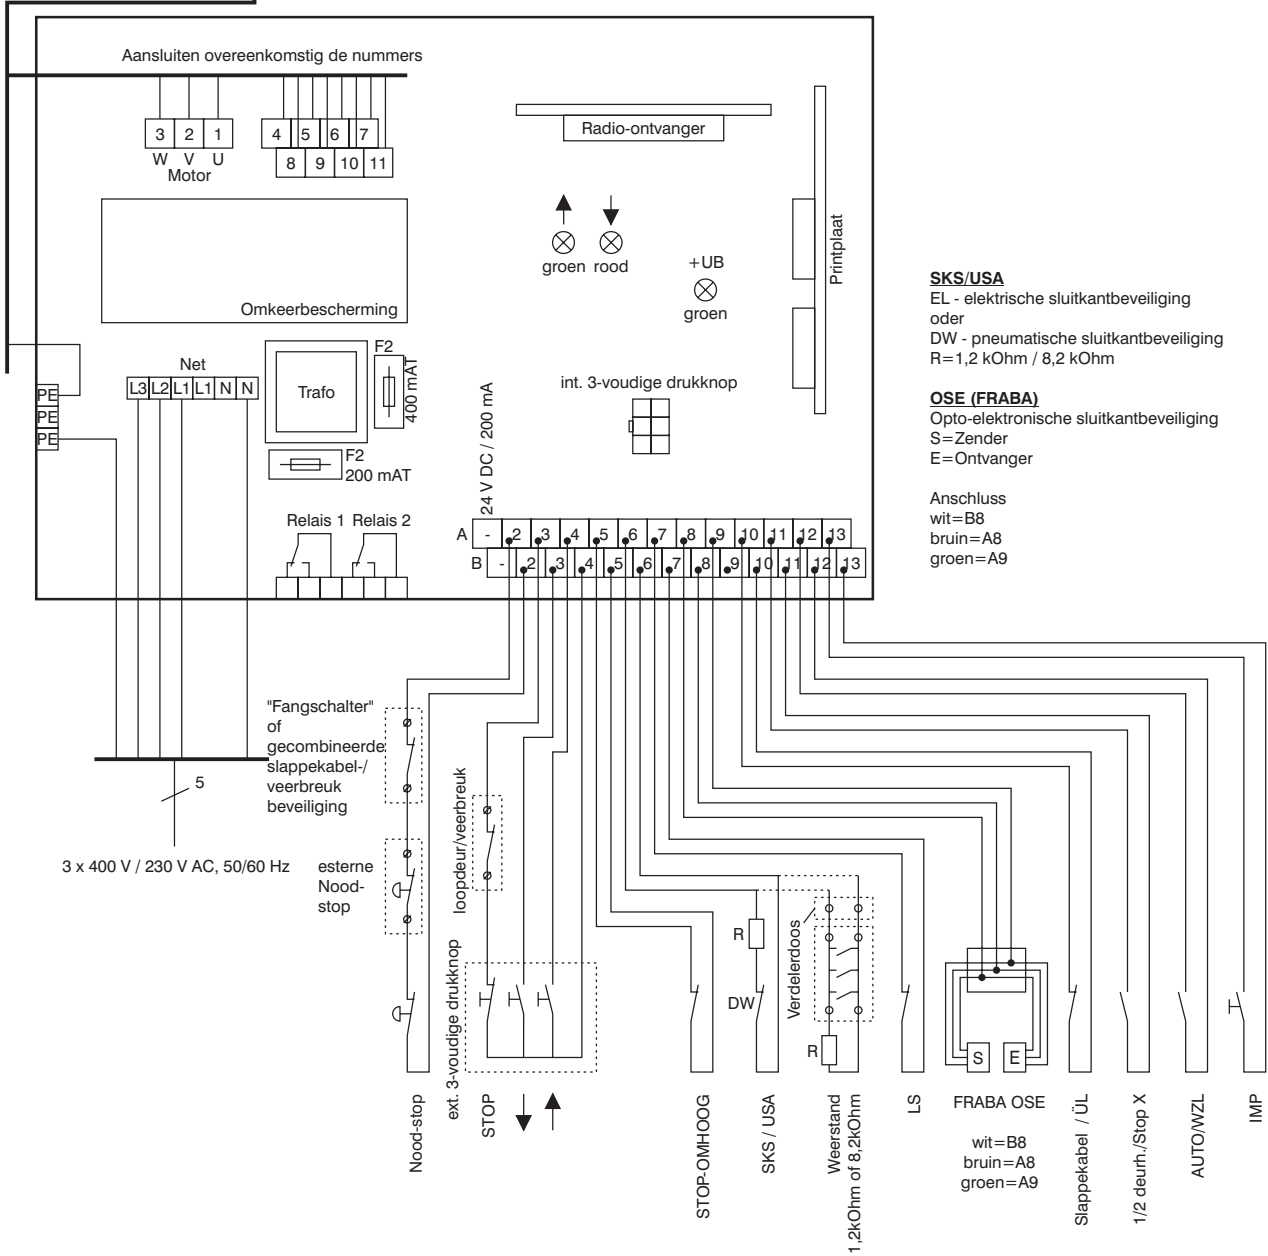 Aansluiten overeenkomstig de nummers
3 2 1
W V U
Motor
4 5 6 7
8 9 10 11
Radio-ontvanger
groen rood
+UB
groen
Printplaat
Omkeerbescherming
Net
L3 L2 L1 L1 N N
PE
PE
PE
Trafo
F2
400 mAT
F2
200 mAT
int. 3-voudige drukknop
24 V DC / 200 mA
Relais 1 Relais 2
A - 2 3 4 5 6 7 8 9 10 11 12 13
B - 2 3 4 5 6 7 8 9 10 11 12 13
SKS/USA
EL - elektrische sluitkantbeveiliging
oder
DW - pneumatische sluitkantbeveiliging
R=1,2 kOhm / 8,2 kOhm
OSE (FRABA)
Opto-elektronische sluitkantbeveiliging
S=Zender
E=Ontvanger
Anschluss
wit=B8
bruin=A8
groen=A9
"Fangschalter"
of
gecombineerde
slappekabel-/
veerbreuk
beveiliging
5
3 x 400 V / 230 V AC, 50/60 Hz
esterne
Nood-
stop
loopdeur/veerbreuk
ext. 3-voudige drukknop
R
DW
Verdelerdoos
R
S E
Nood-stop
STOP
STOP-OMHOOG
SKS / USA
Weerstand
1,2kOhm of 8,2kOhm
LS
FRABA OSE
wit=B8
bruin=A8
groen=A9
Slappekabel / ÜL
1/2 deurh./Stop X
AUTO/WZL
IMP